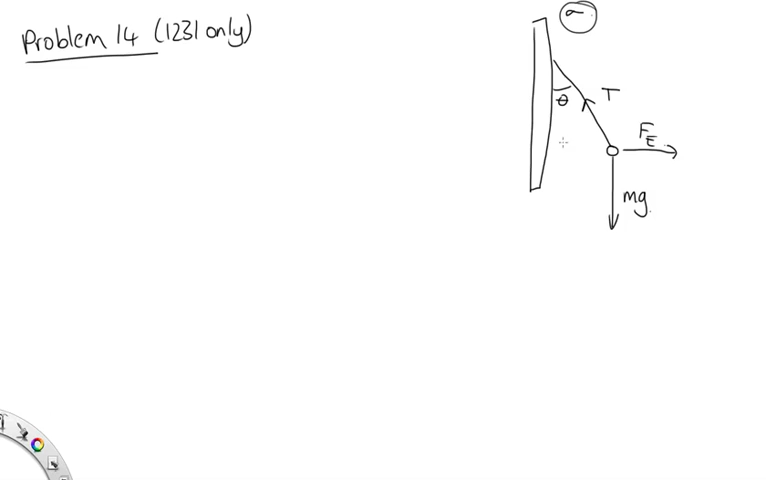 Problem 14 (1231 only)
a.
θ
T
F_E
mg.